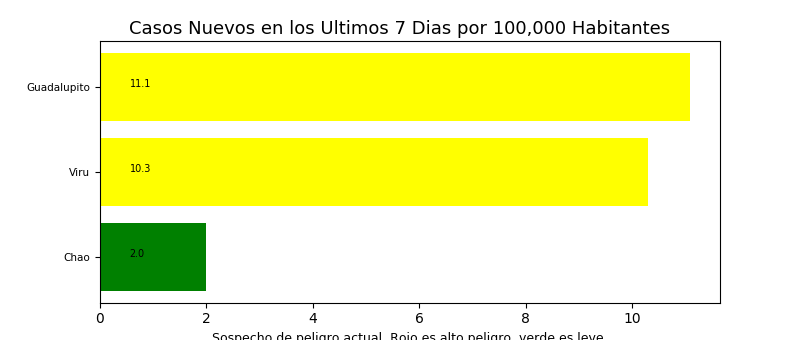 Casos Nuevos en los Ultimos 7 Dias por 100,000 Habitantes
Guadalupito 11.1
Viru 10.3
Chao 2.0
0 2 4 6 8 10
Sospecho de peligro actual. Rojo es alto peligro, verde es leve